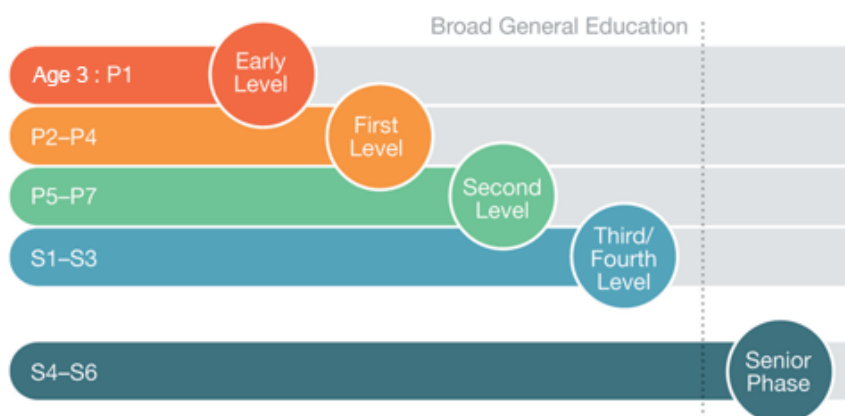 Broad General Education
Age 3 : P1
Early
Level
P2–P4
First
Level
P5–P7
Second
Level
S1–S3
Third/
Fourth
Level
S4–S6
Senior
Phase